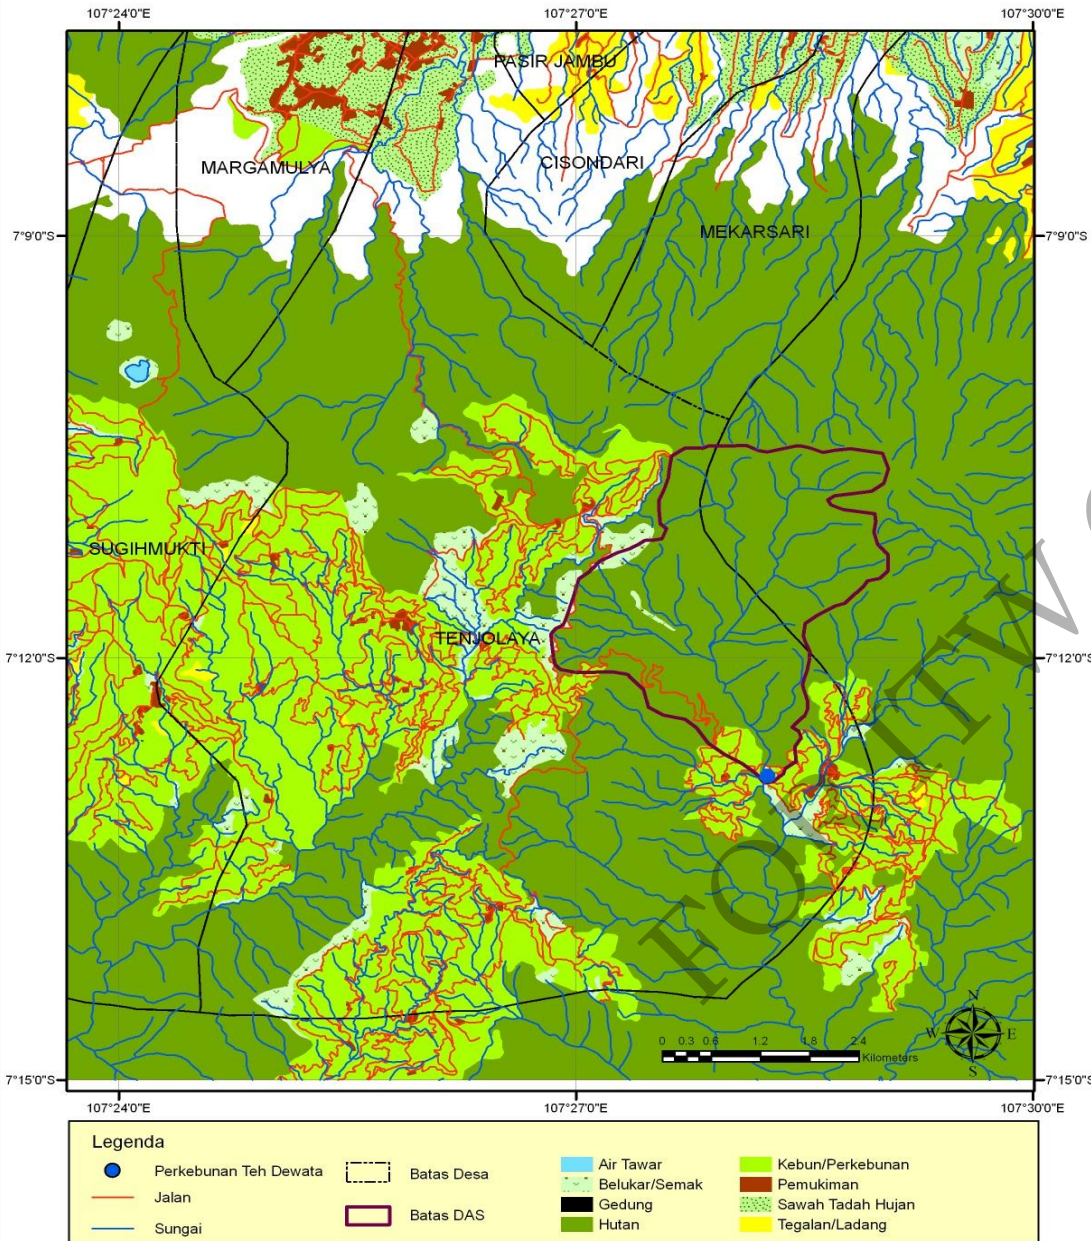 107°24'0"E 107°27'0"E 107°30'0"E
PASIR JAMBU
MARGAMULYA
CISONDARI
MEKARSARI
7°9'0"S 7°9'0"S
SUGIHMUKTI
TENJOLAYA
7°12'0"S 7°12'0"S
N
W E
S
0 0.3 0.6 1.2 1.8 2.4
Kilometers
7°15'0"S 7°15'0"S
107°24'0"E 107°27'0"E 107°30'0"E
Legenda
Perkebunan Teh Dewata
Jalan
Sungai
Batas Desa
Batas DAS
Air Tawar
Belukar/Semak
Gedung
Hutan
Kebun/Perkebunan
Pemukiman
Sawah Tadah Hujan
Tegalan/Ladang